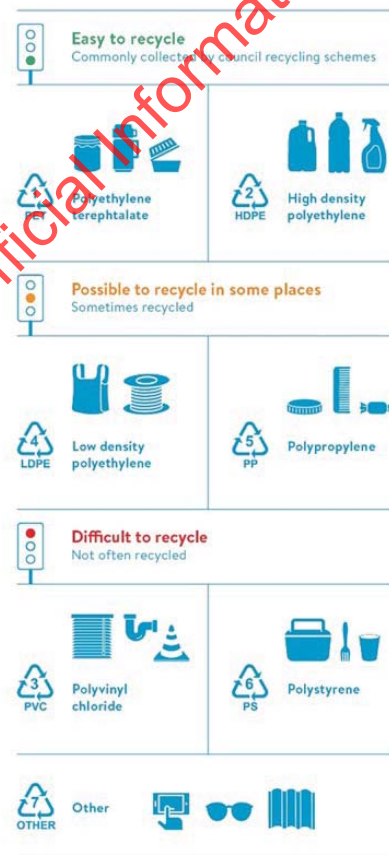 Easy to recycle
Commonly collected by council recycling schemes
1
PET
Polyethylene
terephtalate
2
HDPE
High density
polyethylene
Possible to recycle in some places
Sometimes recycled
4
LDPE
Low density
polyethylene
5
PP
Polypropylene
Difficult to recycle
Not often recycled
3
PVC
Polyvinyl
chloride
6
PS
Polystyrene
7
OTHER
Other